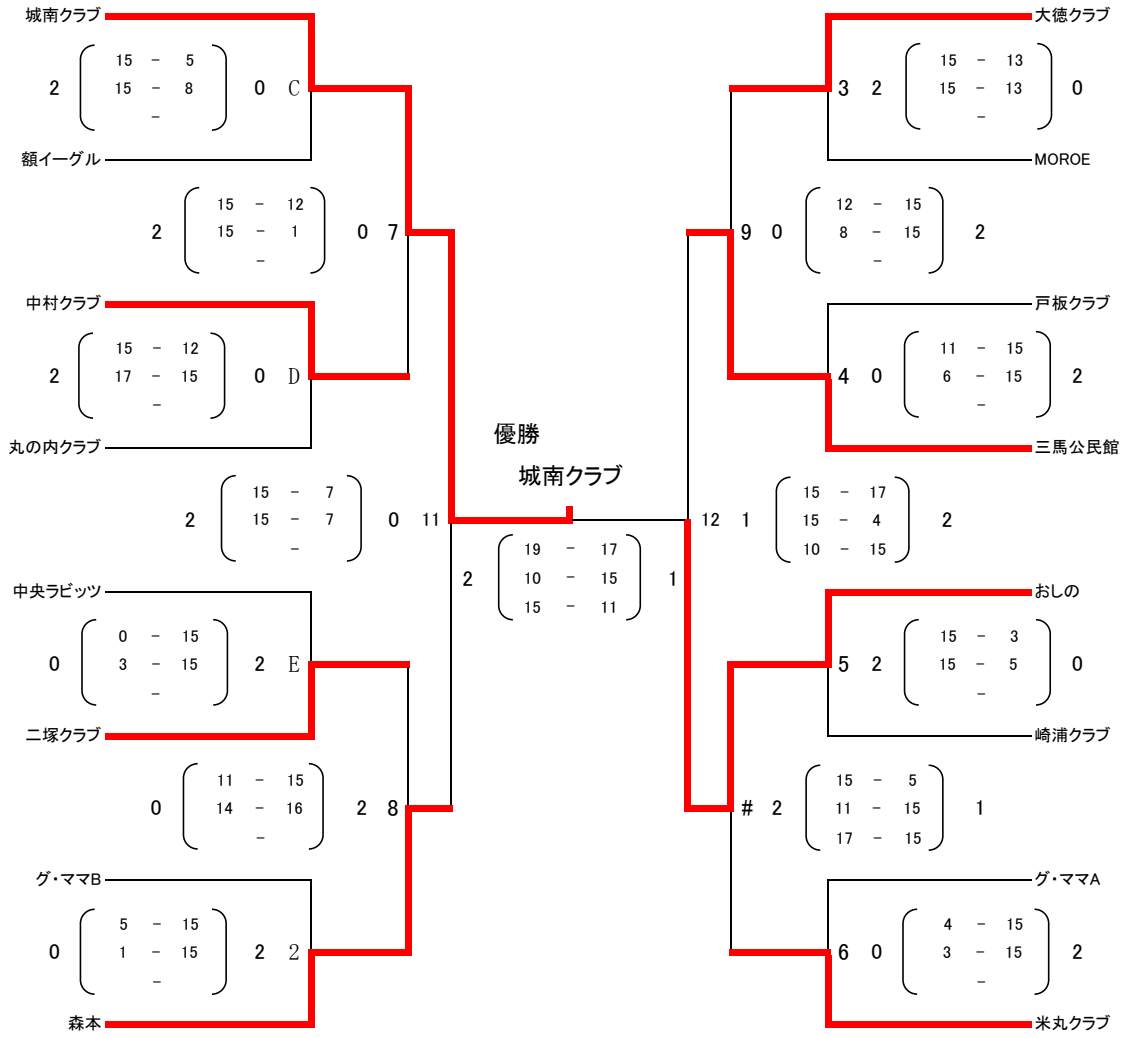 城南クラブ 大徳クラブ
15 - 5 15 - 13
2 15 - 8 0 C 3 2 15 - 13 0
- -
額イーグル MOROE
15 - 12 12 - 15
2 15 - 1 0 7 9 0 8 - 15 2
- -
中村クラブ 戸板クラブ
15 - 12 11 - 15
2 17 - 15 0 D 4 0 6 - 15 2
- -
優勝
丸の内クラブ 三馬公民館
城南クラブ
15 - 7 15 - 17
2 15 - 7 0 11 12 1 15 - 4 2
- 19 - 17 10 - 15
2 10 - 15 1
中央ラビッツ おしの
15 - 11
0 - 15 15 - 3
0 3 - 15 2 E 5 2 15 - 5 0
- -
二塚クラブ 崎浦クラブ
11 - 15 15 - 5
0 14 - 16 2 8 # 2 11 - 15 1
- 17 - 15
グ・ママB グ・ママA
5 - 15 4 - 15
0 1 - 15 2 2 6 0 3 - 15 2
- -
森本 米丸クラブ